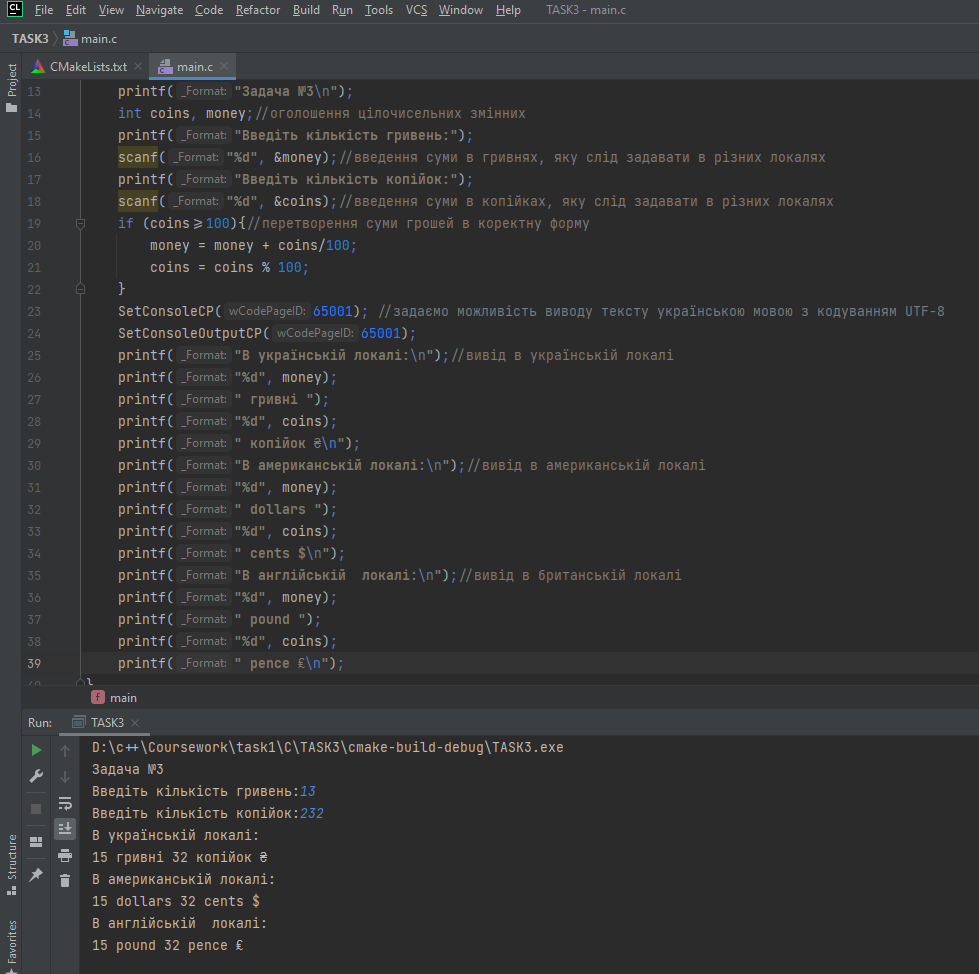 CL File Edit View Navigate Code Refactor Build Run Tools VCS Window Help TASK3 - main.c
TASK3 main.c
CMakeLists.txt main.c
Project
13 printf( _Format: "Задача №3\n");
14 int coins, money;//оголошення цілочисельних змінних
15 printf( _Format: "Введіть кількість гривень:");
16 scanf( _Format: "%d", &money);//введення суми в гривнях, яку слід задавати в різних локалях
17 printf( _Format: "Введіть кількість копійок:");
18 scanf( _Format: "%d", &coins);//введення суми в копійках, яку слід задавати в різних локалях
19 if (coins>=100){//перетворення суми грошей в коректну форму
20 money = money + coins/100;
21 coins = coins % 100;
22 }
23 SetConsoleCP( wCodePageID: 65001); //задаємо можливість виводу тексту українською мовою з кодуванням UTF-8
24 SetConsoleOutputCP( wCodePageID: 65001);
25 printf( _Format: "В українській локалі:\n");//вивід в українській локалі
26 printf( _Format: "%d", money);
27 printf( _Format: " гривні ");
28 printf( _Format: "%d", coins);
29 printf( _Format: " копійок ₴\n");
30 printf( _Format: "В американській локалі:\n");//вивід в американській локалі
31 printf( _Format: "%d", money);
32 printf( _Format: " dollars ");
33 printf( _Format: "%d", coins);
34 printf( _Format: " cents $\n");
35 printf( _Format: "В англійській  локалі:\n");//вивід в британській локалі
36 printf( _Format: "%d", money);
37 printf( _Format: " pound ");
38 printf( _Format: "%d", coins);
39 printf( _Format: " pence ₤\n");
40 }
f main
Run: TASK3
D:\c++\Coursework\task1\C\TASK3\cmake-build-debug\TASK3.exe
Задача №3
Введіть кількість гривень:13
Введіть кількість копійок:232
В українській локалі:
15 гривні 32 копійок ₴
В американській локалі:
15 dollars 32 cents $
В англійській  локалі:
15 pound 32 pence ₤
Structure
Favorites